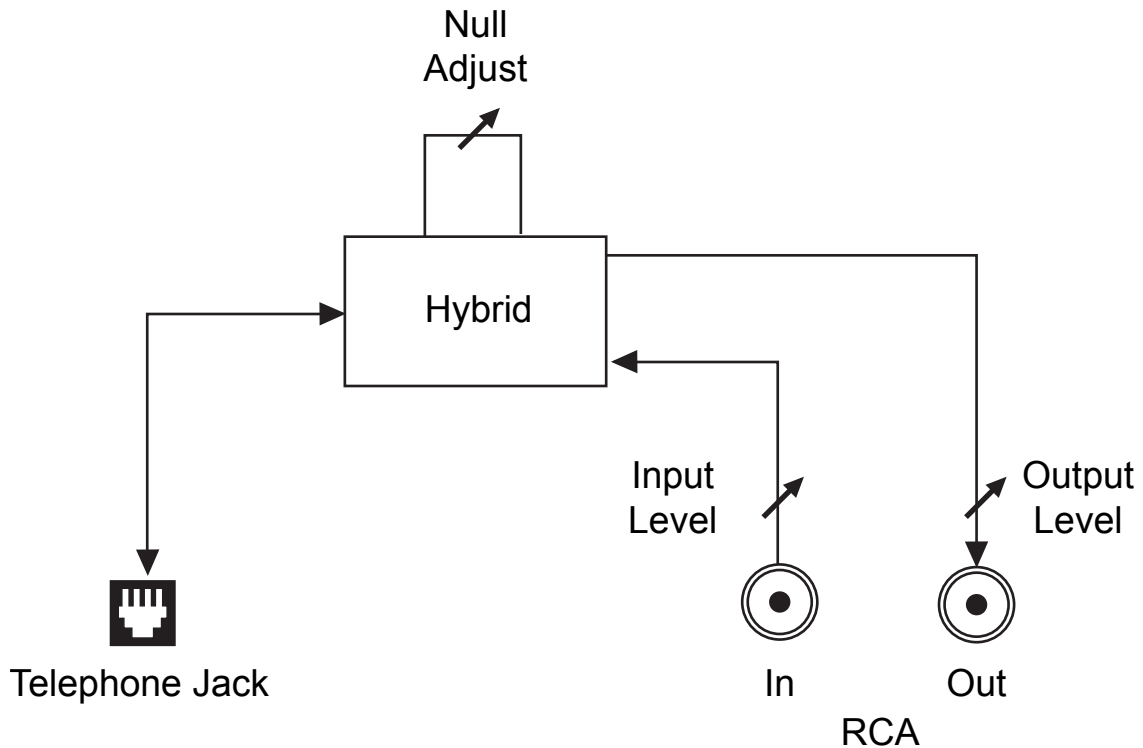 Null
Adjust
Hybrid
Input
Level
Output
Level
Telephone Jack
In
Out
RCA